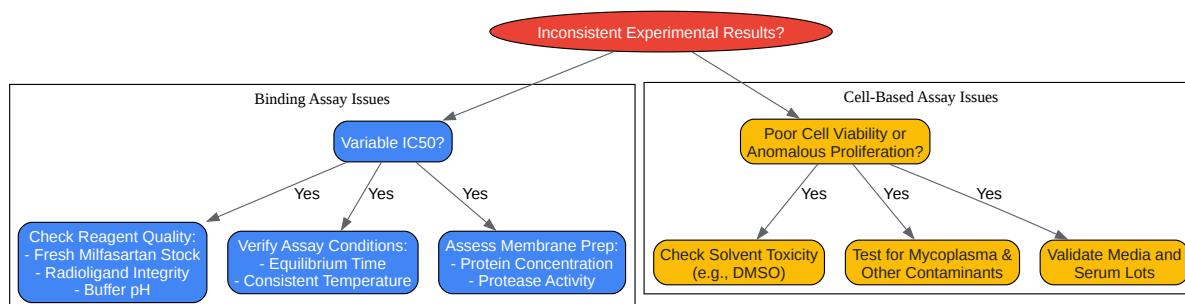 Inconsistent Experimental Results?
Binding Assay Issues
Cell-Based Assay Issues
Variable IC50?
Poor Cell Viability or
Anomalous Proliferation?
Yes
Yes
Yes
Yes
Yes
Yes
Check Reagent Quality:
- Fresh Milfasartan Stock
- Radioligand Integrity
- Buffer pH
Verify Assay Conditions:
- Equilibrium Time
- Consistent Temperature
Assess Membrane Prep:
- Protein Concentration
- Protease Activity
Check Solvent Toxicity
(e.g., DMSO)
Test for Mycoplasma &
Other Contaminants
Validate Media and
Serum Lots